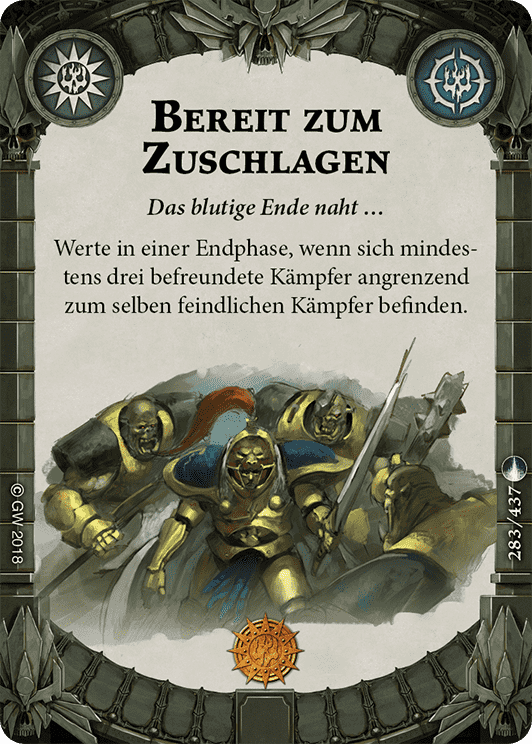 Bereit zum
Zuschlagen
Das blutige Ende naht …
Werte in einer Endphase, wenn sich mindes-
tens drei befreundete Kämpfer angrenzend
zum selben feindlichen Kämpfer befinden.
© GW 2018
283/437